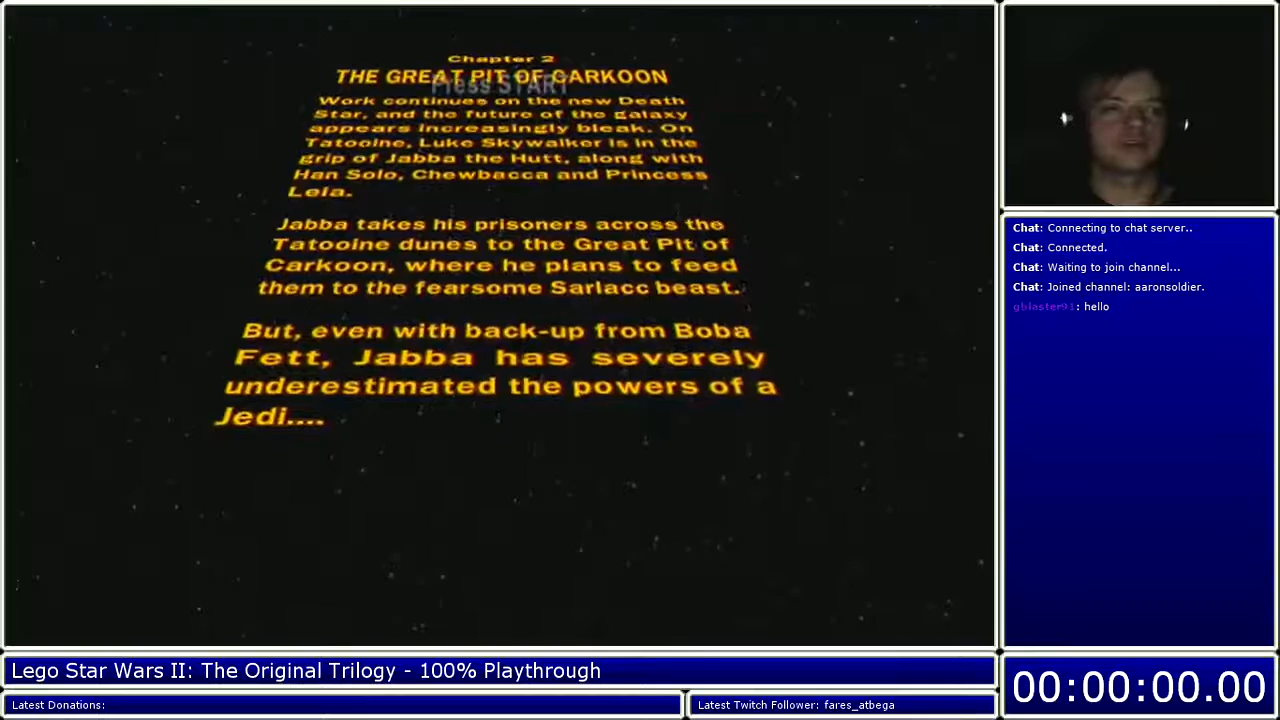 Chapter 2
THE GREAT PIT OF CARKOON
Press START
Work continues on the new Death
Star, and the future of the galaxy
appears increasingly bleak. On
Tatooine, Luke Skywalker is in the
grip of Jabba the Hutt, along with
Han Solo, Chewbacca and Princess
Leia.
Jabba takes his prisoners across the
Tatooine dunes to the Great Pit of
Carkoon, where he plans to feed
them to the fearsome Sarlacc beast.
But, even with back-up from Boba
Fett, Jabba has severely
underestimated the powers of a
Jedi....
Chat: Connecting to chat server..
Chat: Connected.
Chat: Waiting to join channel...
Chat: Joined channel: aaronsoldier.
gblaster91: hello
Lego Star Wars II: The Original Trilogy - 100% Playthrough
00:00:00.00
Latest Donations:
Latest Twitch Follower: fares_atbega